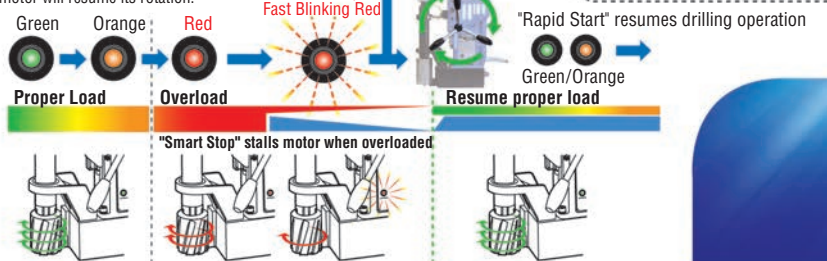 motor will resume its rotation.
Fast Blinking Red
Green
Orange
Red
"Rapid Start" resumes drilling operation
Green/Orange
Proper Load
Overload
Resume proper load
"Smart Stop" stalls motor when overloaded